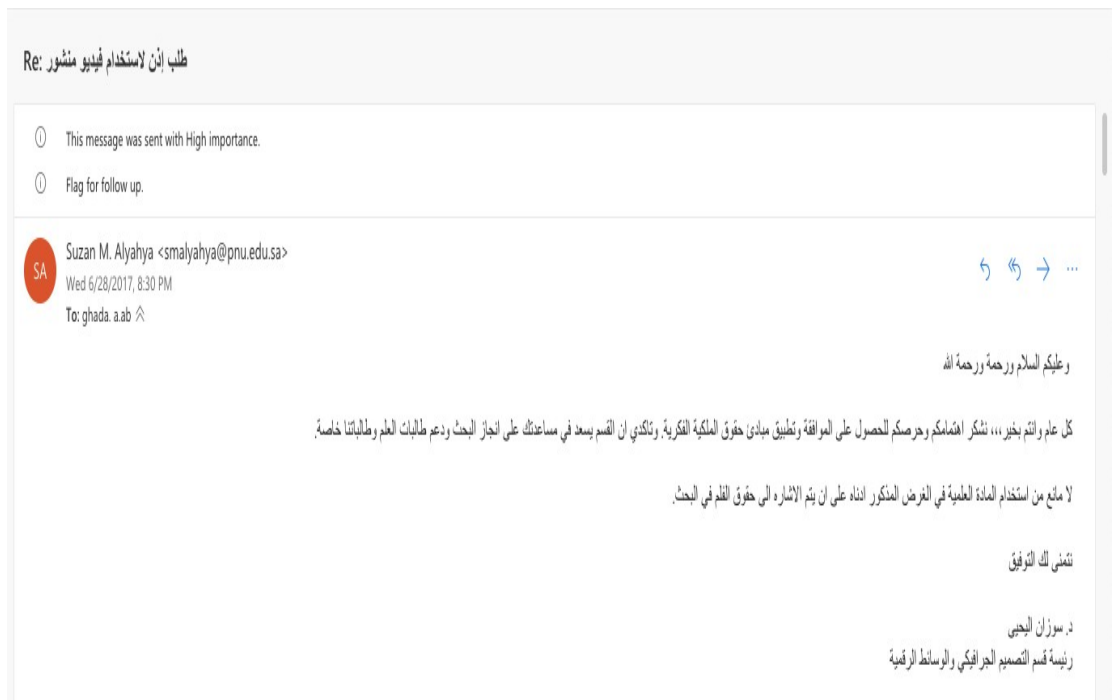 Re: طلب إذن لاستخدام فيديو منشور
This message was sent with High importance.
Flag for follow up.
SA
Suzan M. Alyahya <smalyahya@pnu.edu.sa>
Wed 6/28/2017, 8:30 PM
To: ghada. a.ab
وعليكم السلام ورحمة ورحمة الله
كل عام وانتم بخير،،، نشكر اهتمامكم وحرصكم للحصول على الموافقة وتطبيق مبادئ حقوق الملكية الفكرية. وتاكدي ان القسم يسعد في مساعدتك على انجاز البحث ودعم طالبات العلم وطالباتنا خاصة.
لا مانع من استخدام المادة العلمية في الغرض المذكور ادناه على ان يتم الاشاره الى حقوق الفلم في البحث.
نتمنى لك التوفيق
د. سوزان اليحيى
رئيسة قسم التصميم الجرافيكي والوسائط الرقمية